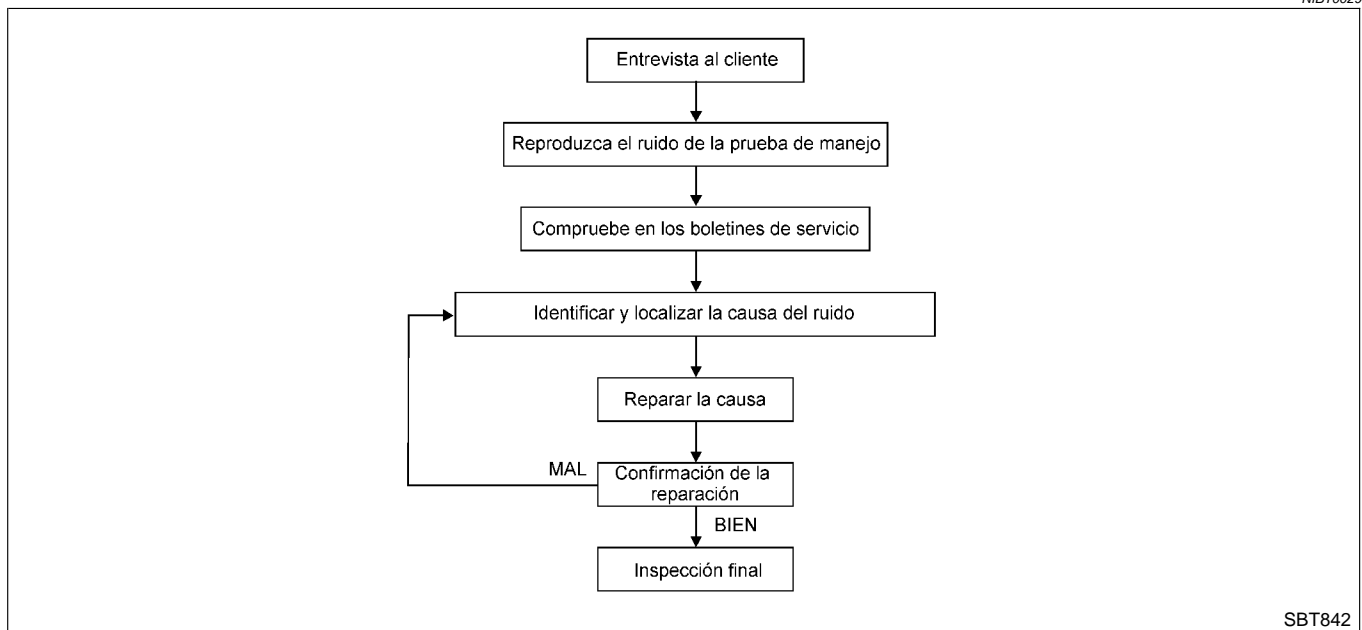 Entrevista al cliente
Reproduzca el ruido de la prueba de manejo
Compruebe en los boletines de servicio
Identificar y localizar la causa del ruido
Reparar la causa
MAL
Confirmación de la
reparación
BIEN
Inspección final
SBT842